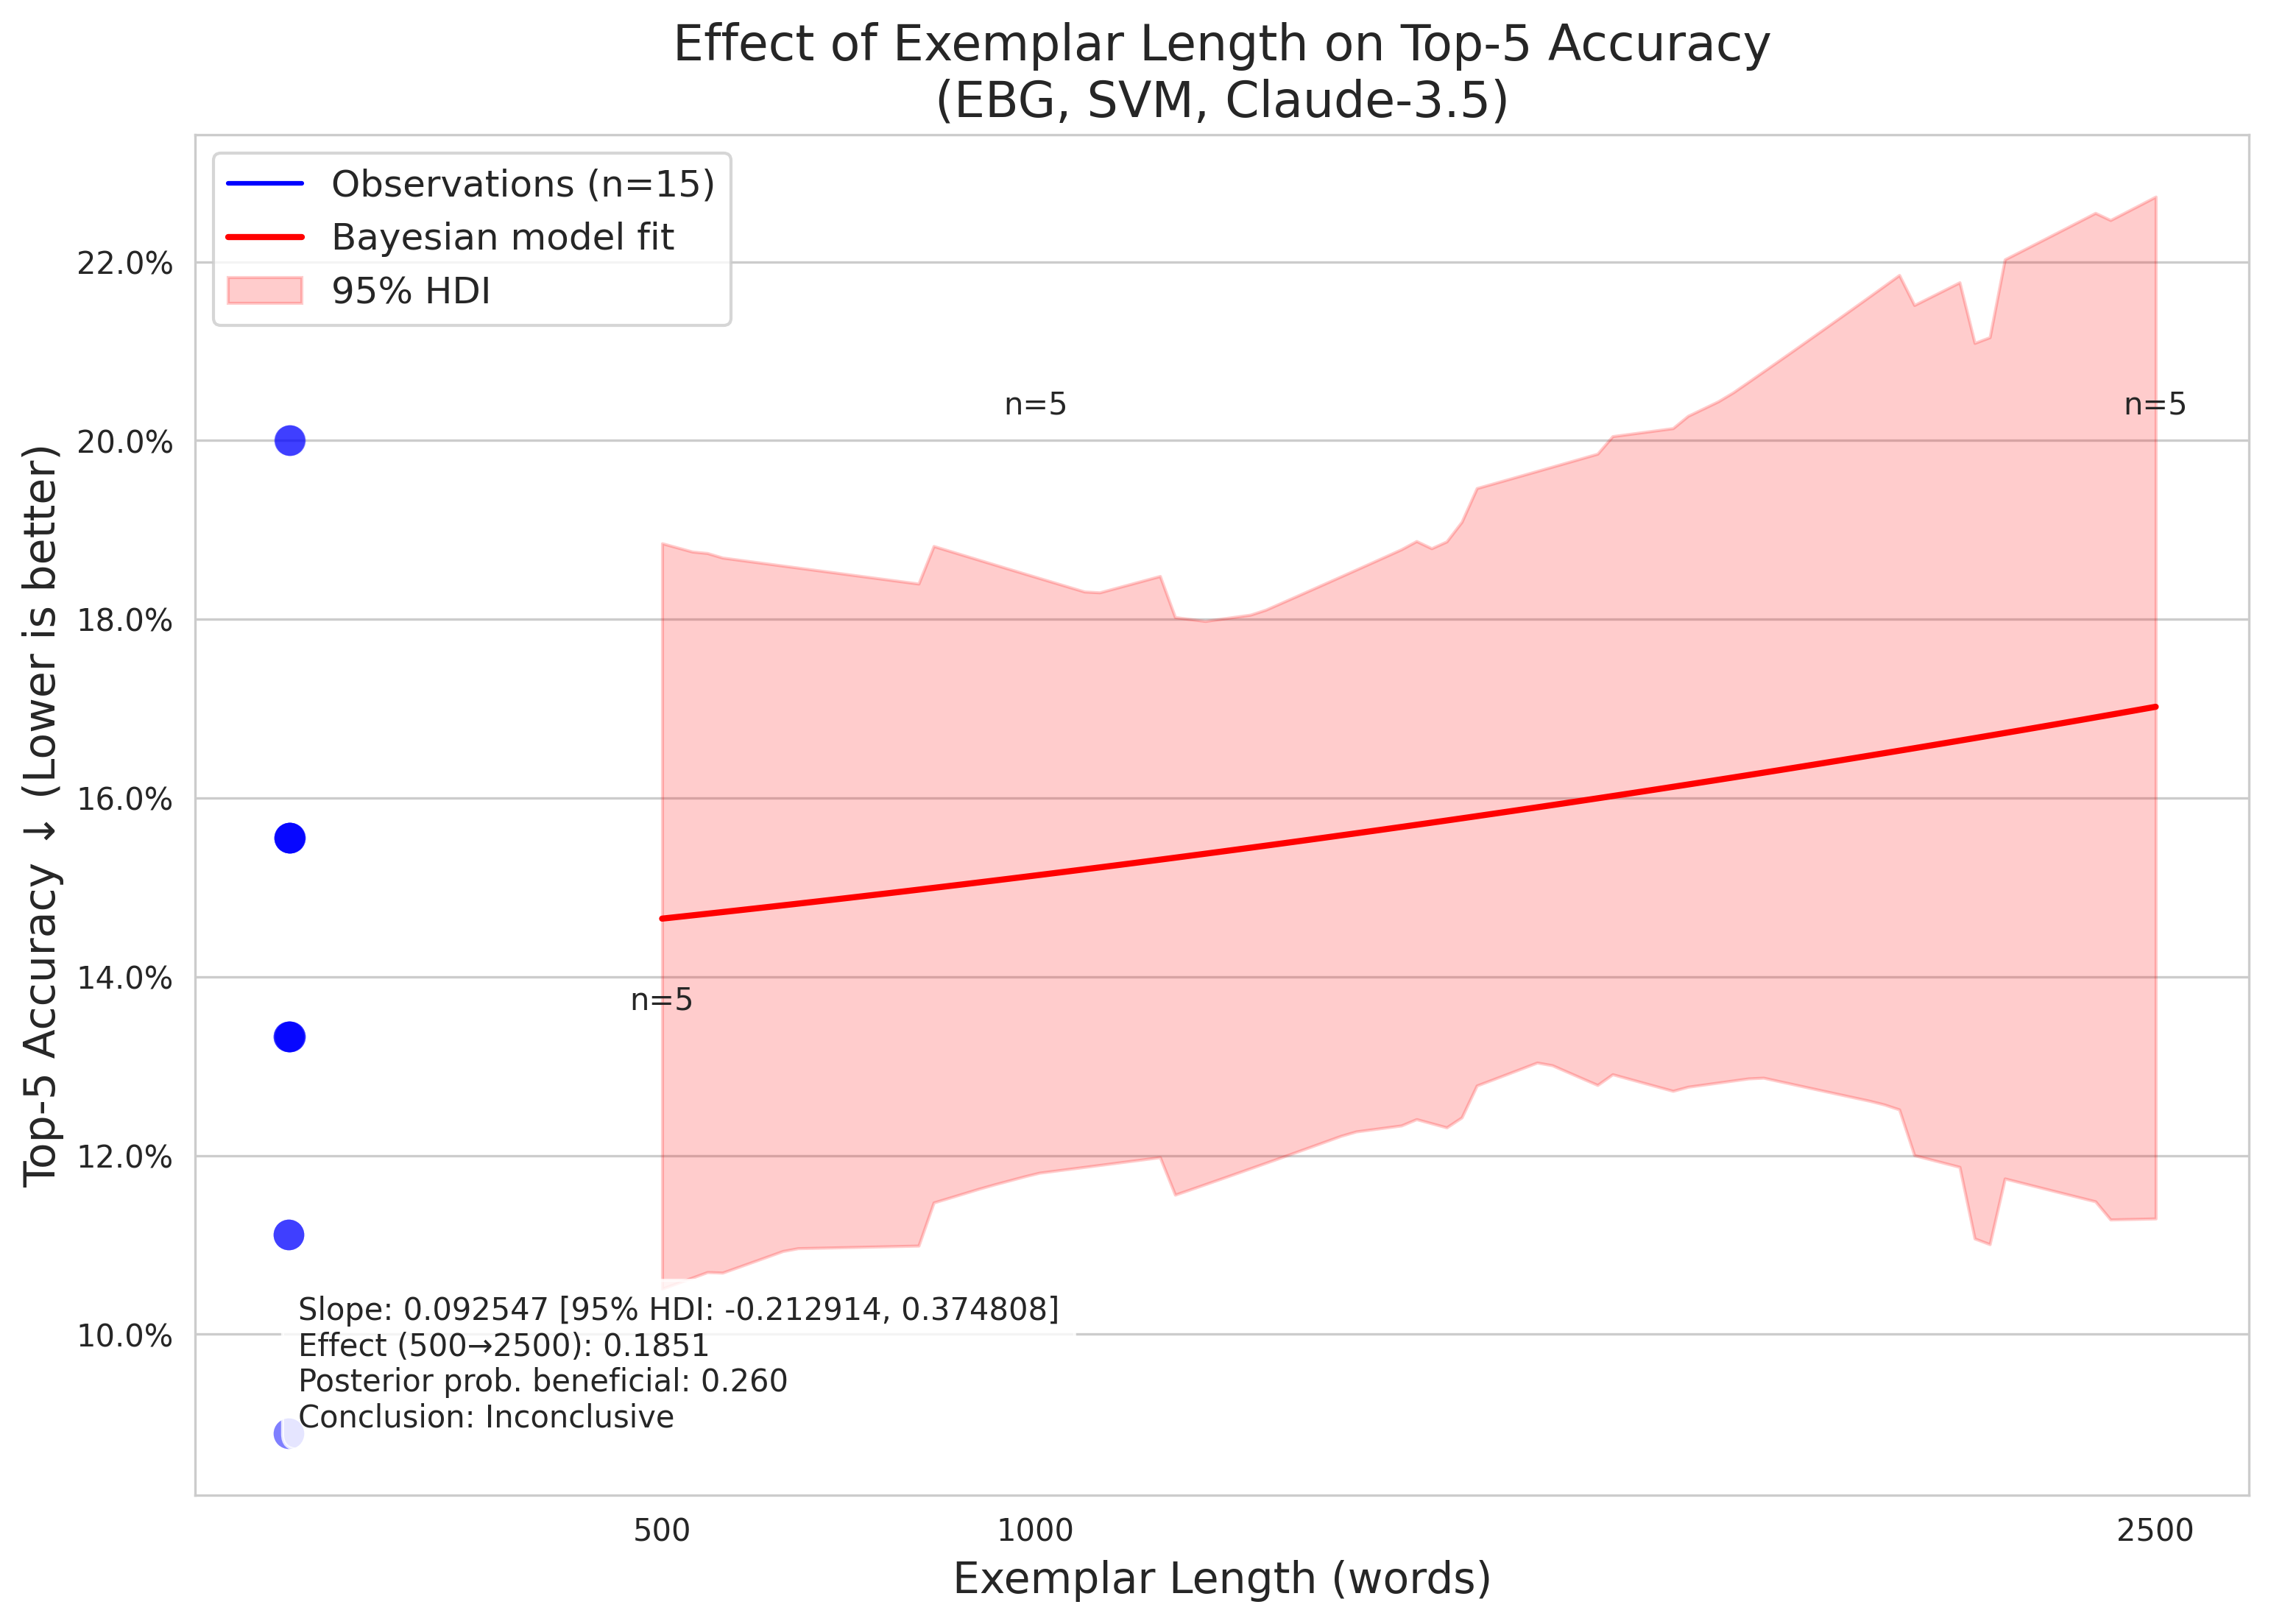 Effect of Exemplar Length on Top-5 Accuracy
(EBG, SVM, Claude-3.5)
Observations (n=15)
Bayesian model fit
95% HDI
Top-5 Accuracy ↓ (Lower is better)
22.0%
20.0%
18.0%
16.0%
14.0%
12.0%
10.0%
n=5
n=5
n=5
Slope: 0.092547 [95% HDI: -0.212914, 0.374808]
Effect (500→2500): 0.1851
Posterior prob. beneficial: 0.260
Conclusion: Inconclusive
500
1000
2500
Exemplar Length (words)